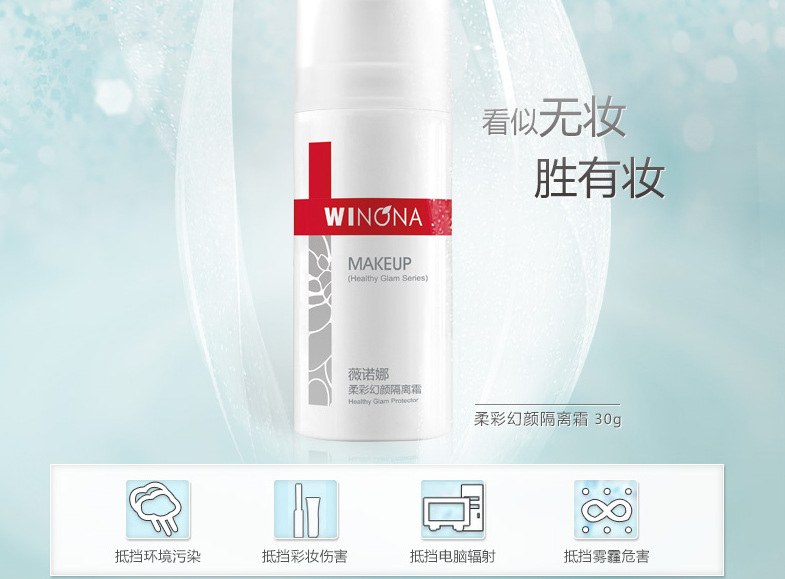 看似无妆
胜有妆
WINONA
MAKEUP
(Healthy Glam Series)
薇诺娜
柔彩幻颜隔离霜
Healthy Glam Protector
柔彩幻颜隔离霜 30g
抵挡环境污染
抵挡彩妆伤害
抵挡电脑辐射
抵挡雾霾危害